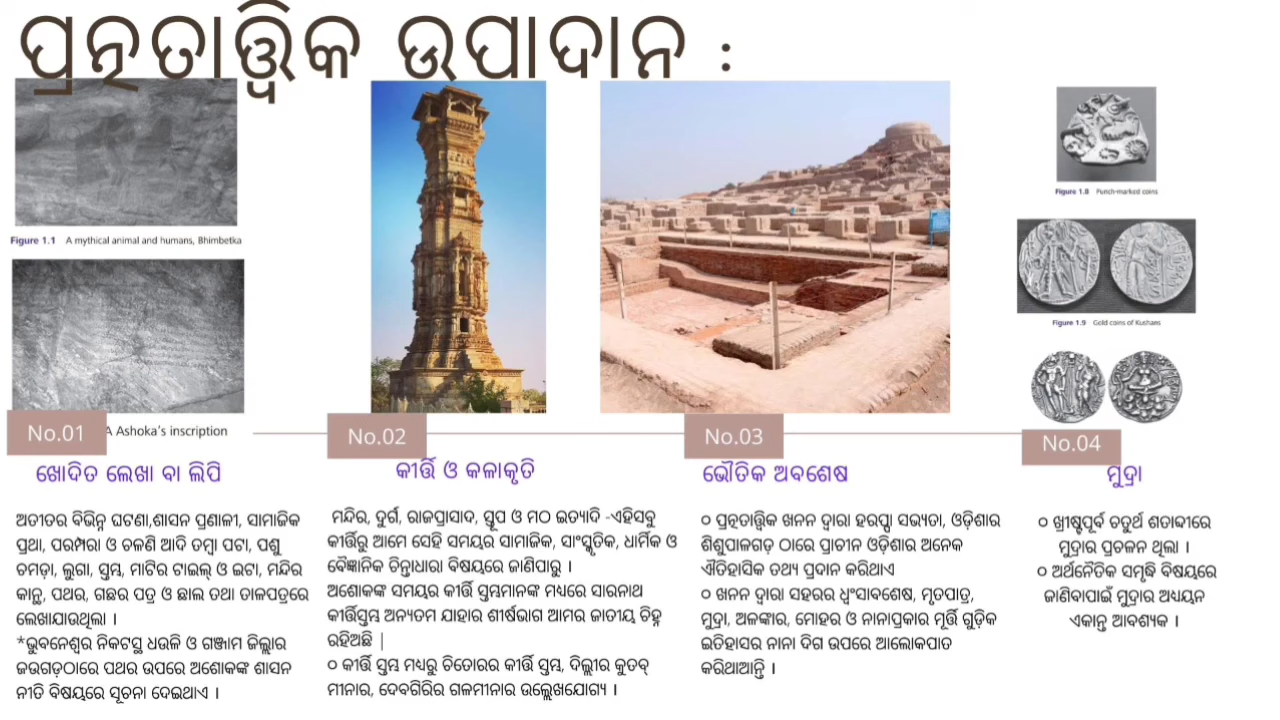 ପ୍ରତ୍ନତାତ୍ତ୍ୱିକ ଉପାଦାନ :
Figure 1.1 A mythical animal and humans, Bhimbetka
No.01
A Ashoka's inscription
ଖୋଦିତ ଲେଖା ବା ଲିପି
ଅତୀତର ବିଭିନ୍ନ ଘଟଣା,ଶାସନ ପ୍ରଣାଳୀ, ସାମାଜିକ
ପ୍ରଥା, ପରମ୍ପରା ଓ ଚଳଣି ଆଦି ତମ୍ବା ପଟା, ପଶୁ
ଚମଡ଼ା, ଲୁଗା, ସ୍ତମ୍ଭ, ମାଟିର ଟାଇଲ୍ ଓ ଇଟା, ମନ୍ଦିର
କାନ୍ଥ, ପଥର, ଗଛର ପତ୍ର ଓ ଛାଲ ତଥା ତାଳପତ୍ରରେ
ଲେଖାଯାଉଥିଲା ।
*ଭୁବନେଶ୍ୱର ନିକଟସ୍ଥ ଧଉଳି ଓ ଗଞ୍ଜାମ ଜିଲ୍ଲାର
ଜଉଗଡ଼ଠାରେ ପଥର ଉପରେ ଅଶୋକଙ୍କ ଶାସନ
ନୀତି ବିଷୟରେ ସୂଚନା ଦେଇଥାଏ ।
No.02
କୀର୍ତ୍ତି ଓ କଳାକୃତି
ମନ୍ଦିର, ଦୁର୍ଗ, ରାଜପ୍ରାସାଦ, ସ୍ତୂପ ଓ ମଠ ଇତ୍ୟାଦି -ଏହିସବୁ
କୀର୍ତ୍ତିରୁ ଆମେ ସେହି ସମୟର ସାମାଜିକ, ସାଂସ୍କୃତିକ, ଧାର୍ମିକ ଓ
ବୈଜ୍ଞାନିକ ଚିନ୍ତାଧାରା ବିଷୟରେ ଜାଣିପାରୁ ।
ଅଶୋକଙ୍କ ସମୟର କୀର୍ତ୍ତି ସ୍ତମ୍ଭମାନଙ୍କ ମଧ୍ୟରେ ସାରନାଥ
କୀର୍ତ୍ତିସ୍ତମ୍ଭ ଅନ୍ୟତମ ଯାହାର ଶୀର୍ଷଭାଗ ଆମର ଜାତୀୟ ଚିହ୍ନ
ରହିଅଛି |
୦ କୀର୍ତ୍ତି ସ୍ତମ୍ଭ ମଧ୍ୟରୁ ଚିତୋରର କୀର୍ତ୍ତି ସ୍ତମ୍ଭ, ଦିଲ୍ଲୀର କୁତବ୍
ମୀନାର, ଦେବଗିରିର ଗଳମୀନାର ଉଲ୍ଲେଖଯୋଗ୍ୟ ।
No.03
ଭୌତିକ ଅବଶେଷ
୦ ପ୍ରତ୍ନତାତ୍ତ୍ୱିକ ଖନନ ଦ୍ୱାରା ହରପ୍ପା ସଭ୍ୟତା, ଓଡ଼ିଶାର
ଶିଶୁପାଳଗଡ଼ ଠାରେ ପ୍ରାଚୀନ ଓଡ଼ିଶାର ଅନେକ
ଐତିହାସିକ ତଥ୍ୟ ପ୍ରଦାନ କରିଥାଏ
୦ ଖନନ ଦ୍ୱାରା ସହରର ଧ୍ୱଂସାବଶେଷ, ମୃତପାତ୍ର,
ମୁଦ୍ରା, ଅଳଙ୍କାର, ମୋହର ଓ ନାନାପ୍ରକାର ମୂର୍ତ୍ତି ଗୁଡ଼ିକ
ଇତିହାସର ନାନା ଦିଗ ଉପରେ ଆଲୋକପାତ
କରିଥାଆନ୍ତି ।
Figure 1.8 Punch-marked coins
Figure 1.9 Gold coins of Kushans
No.04
ମୁଦ୍ରା
୦ ଖ୍ରୀଷ୍ଟପୂର୍ବ ଚତୁର୍ଥ ଶତାବ୍ଦୀରେ
ମୁଦ୍ରାର ପ୍ରଚଳନ ଥିଲା ।
୦ ଅର୍ଥନୈତିକ ସମୃଦ୍ଧି ବିଷୟରେ
ଜାଣିବାପାଇଁ ମୁଦ୍ରାର ଅଧ୍ୟୟନ
ଏକାନ୍ତ ଆବଶ୍ୟକ ।